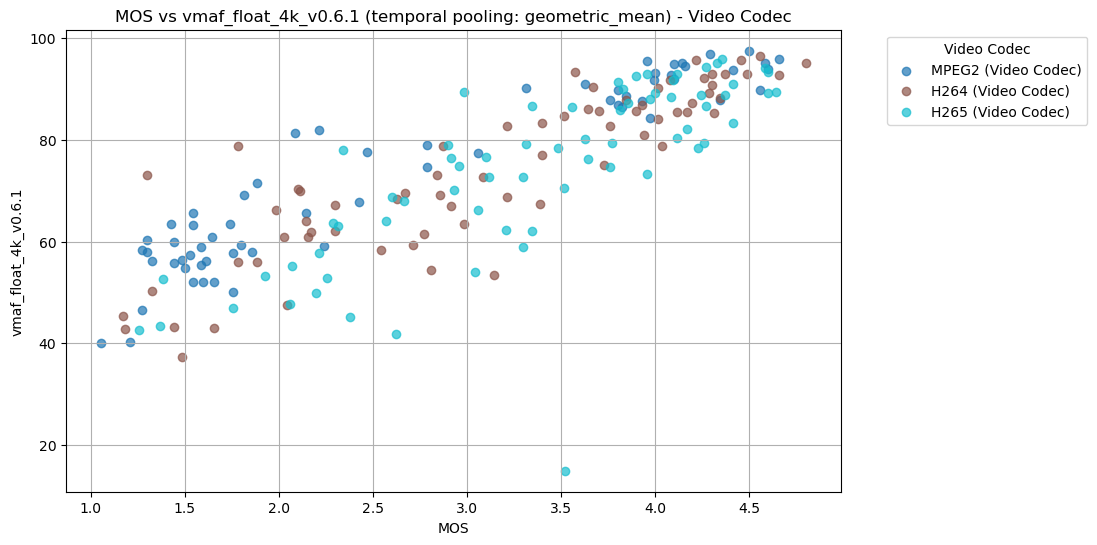 MOS vs vmaf_float_4k_v0.6.1 (temporal pooling: geometric_mean) - Video Codec
Video Codec
MPEG2 (Video Codec)
H264 (Video Codec)
H265 (Video Codec)
vmaf_float_4k_v0.6.1
100
80
60
40
20
1.0 1.5 2.0 2.5 3.0 3.5 4.0 4.5
MOS